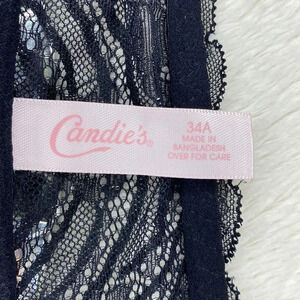 Candie's®
34A
MADE IN
BANGLADESH
OVER FOR CARE